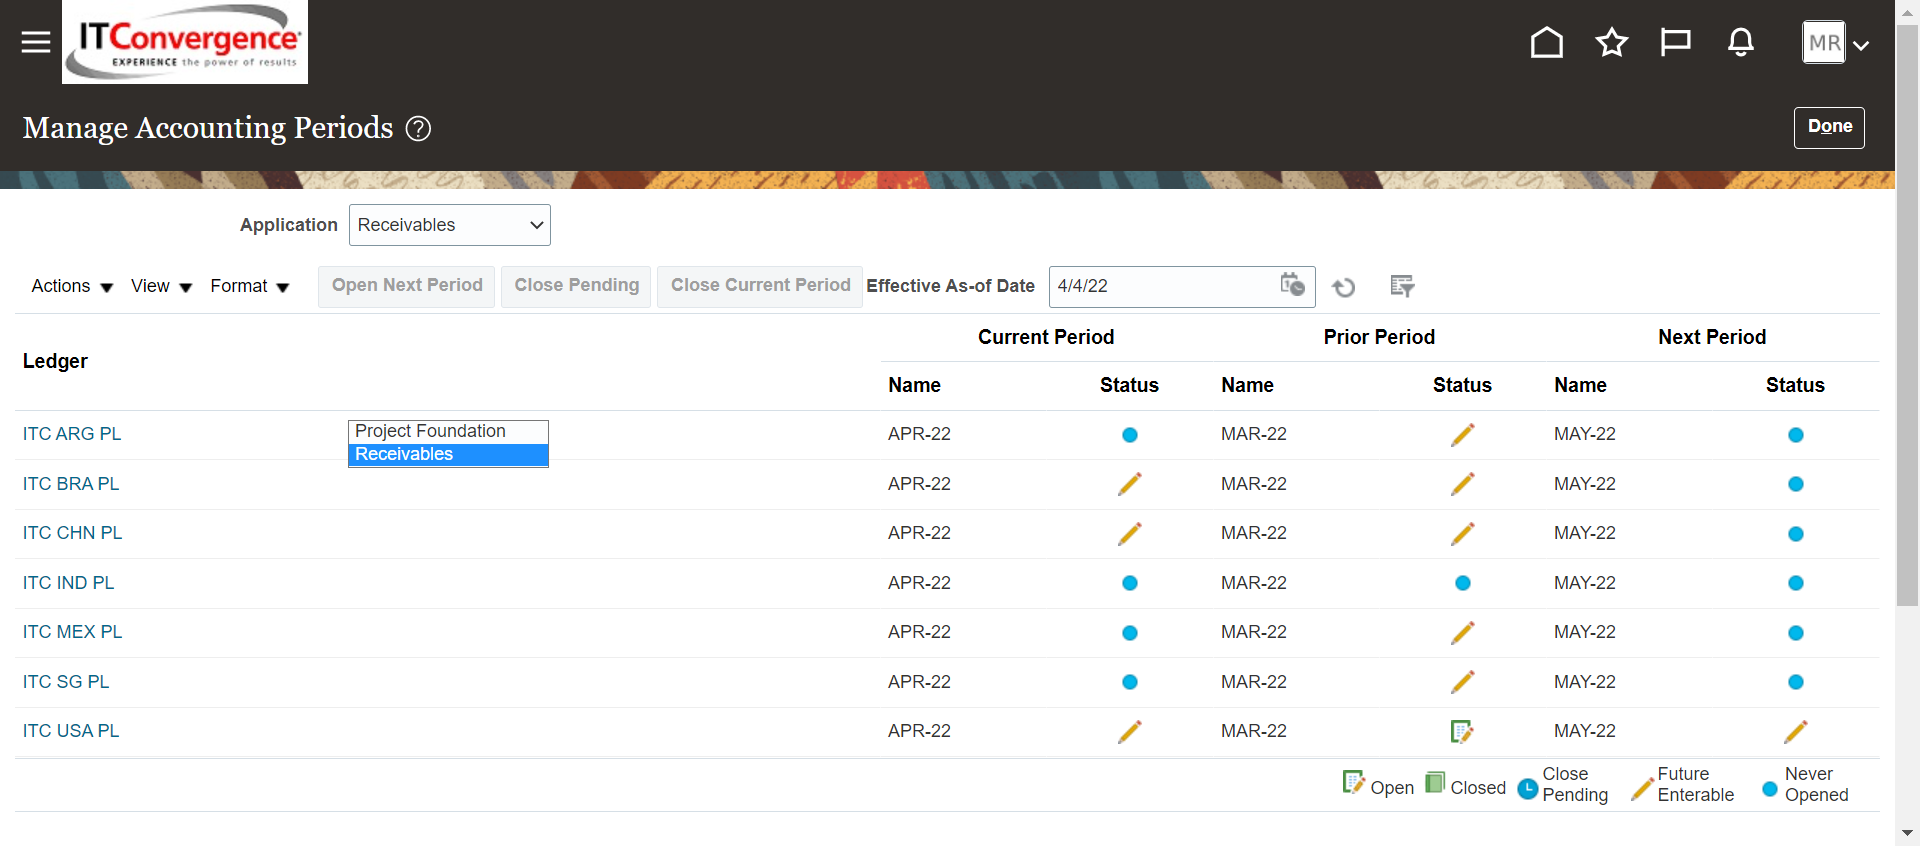 ITConvergence
EXPERIENCE the power of results
MR
Manage Accounting Periods ?
Done
Application Receivables
Actions View Format Open Next Period Close Pending Close Current Period Effective As-of Date 4/4/22
Ledger
Current Period Prior Period Next Period
Name Status Name Status Name Status
ITC ARG PL APR-22 MAR-22 MAY-22
Project Foundation
Receivables
ITC BRA PL APR-22 MAR-22 MAY-22
ITC CHN PL APR-22 MAR-22 MAY-22
ITC IND PL APR-22 MAR-22 MAY-22
ITC MEX PL APR-22 MAR-22 MAY-22
ITC SG PL APR-22 MAR-22 MAY-22
ITC USA PL APR-22 MAR-22 MAY-22
Open Closed Close Pending Future Enterable Never Opened